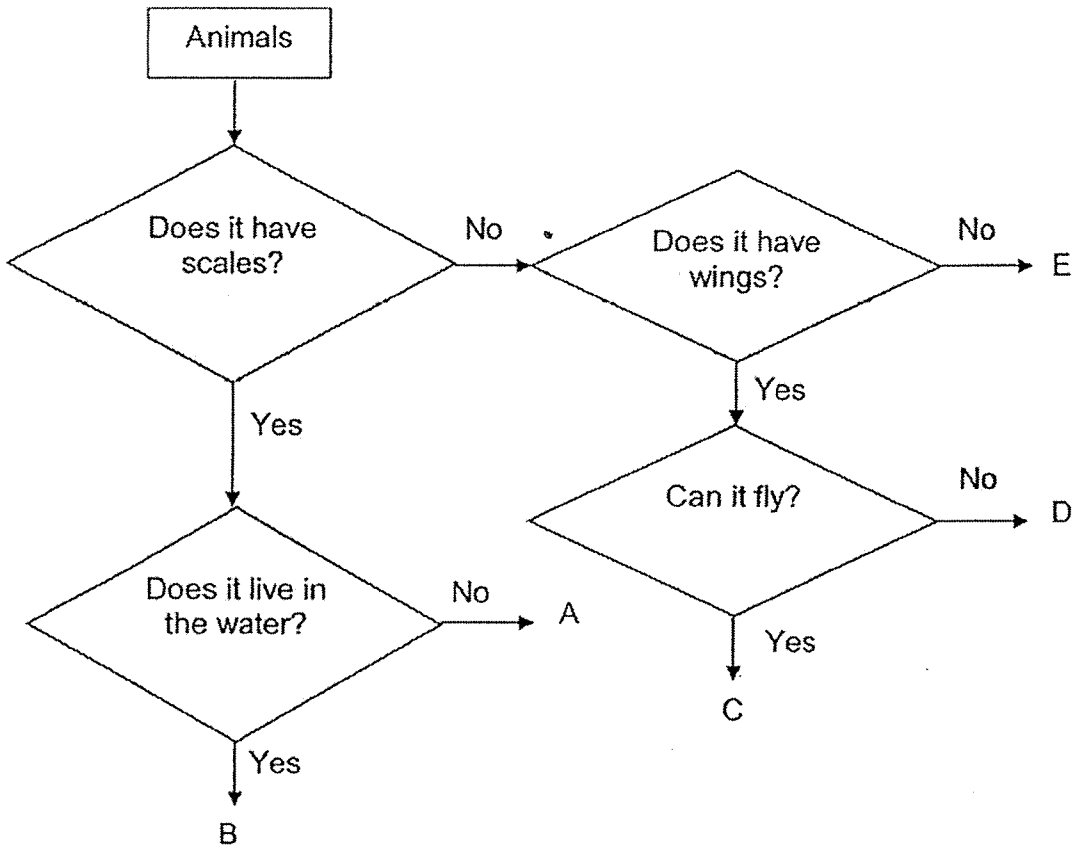 Animals
Does it have
scales?
No
Does it have
wings?
No
E
Yes
Yes
Can it fly?
No
D
Does it live in
the water?
No
A
Yes
C
Yes
B